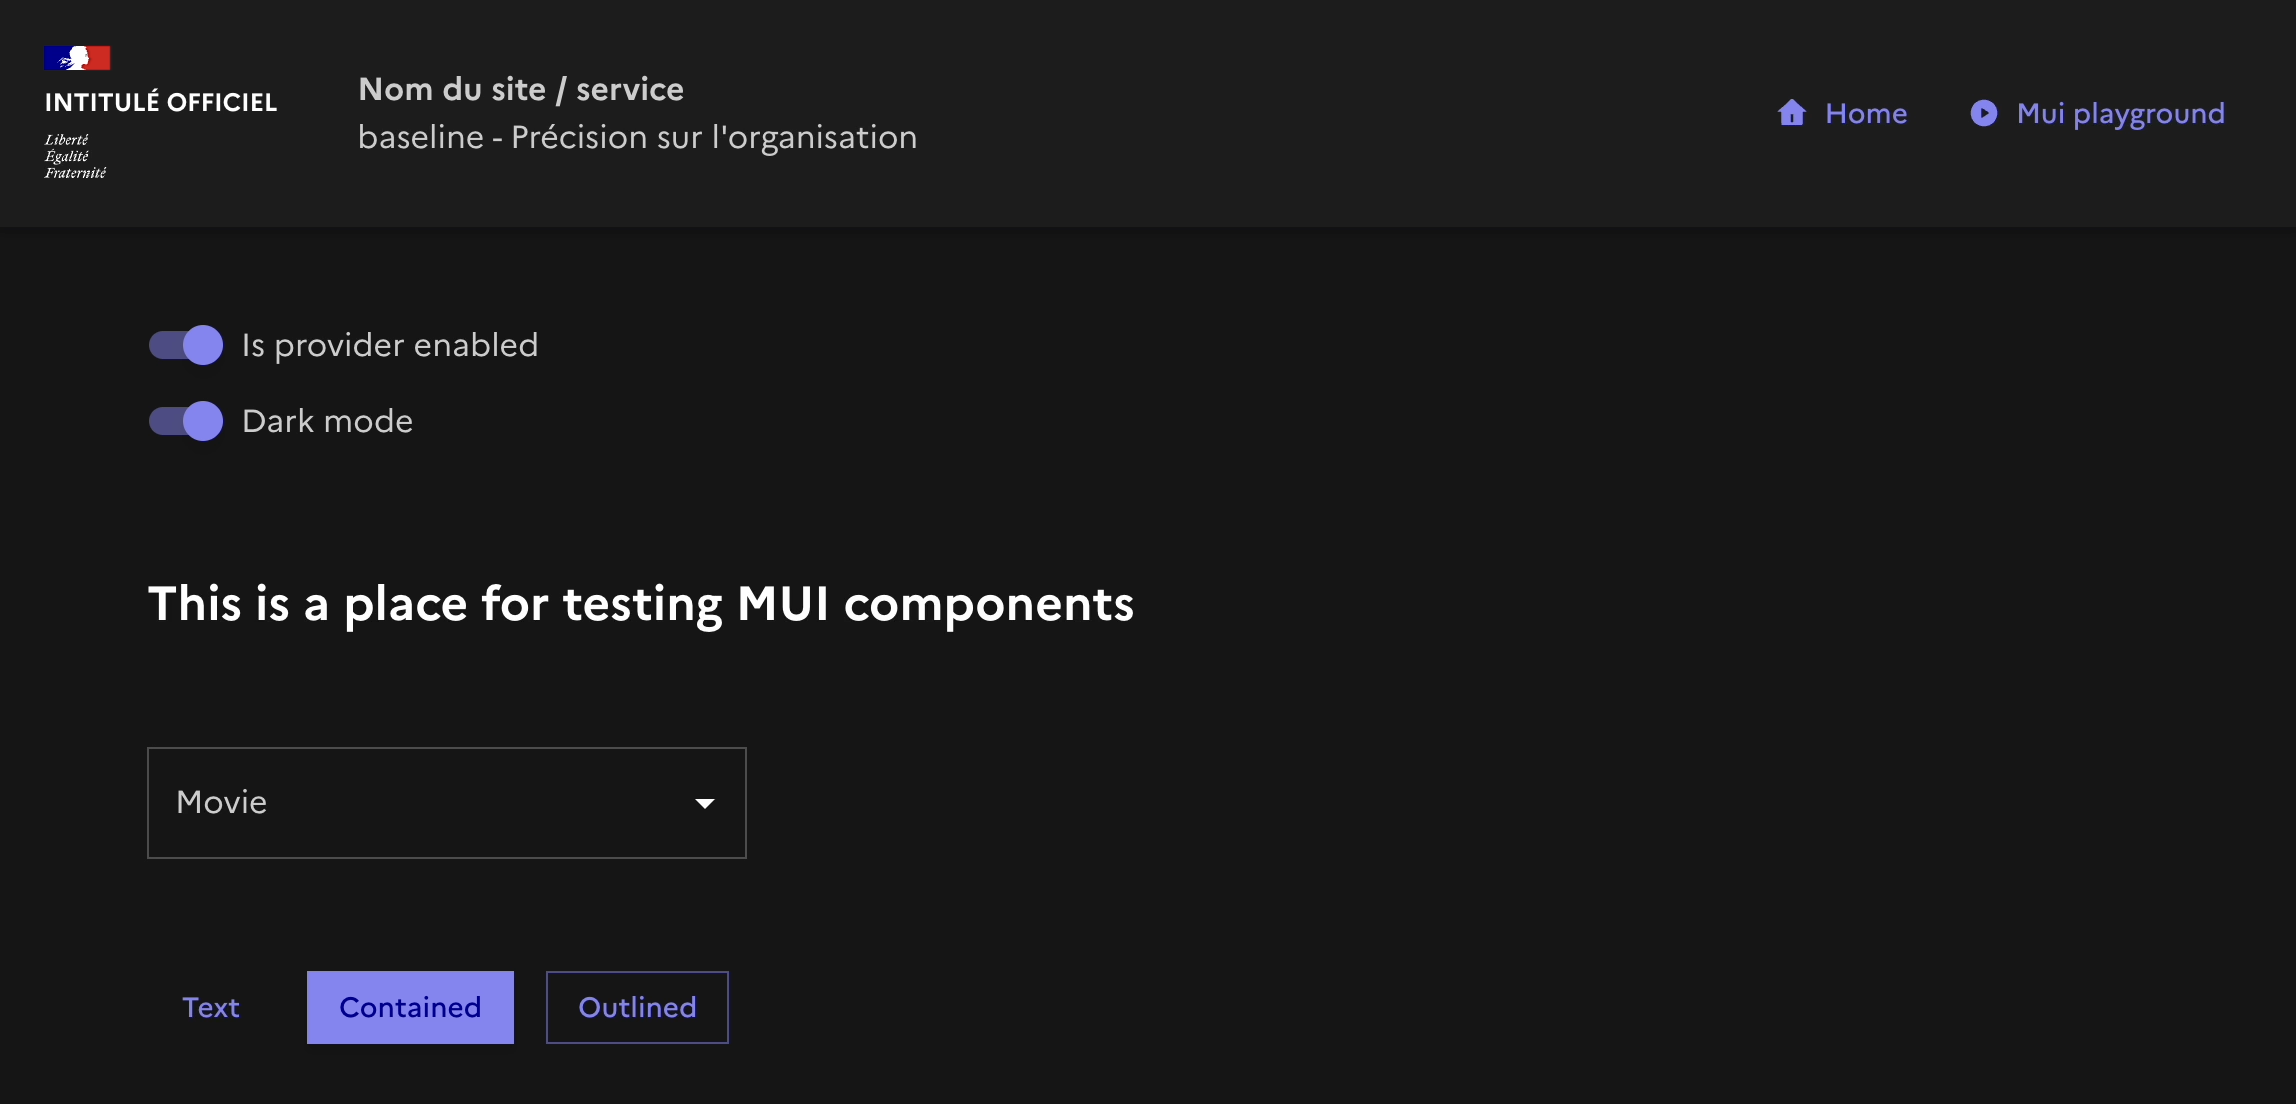 INTITULÉ OFFICIEL
Liberté
Égalité
Fraternité
Nom du site / service
baseline - Précision sur l'organisation
Home
Mui playground
Is provider enabled
Dark mode
This is a place for testing MUI components
Movie
Text
Contained
Outlined